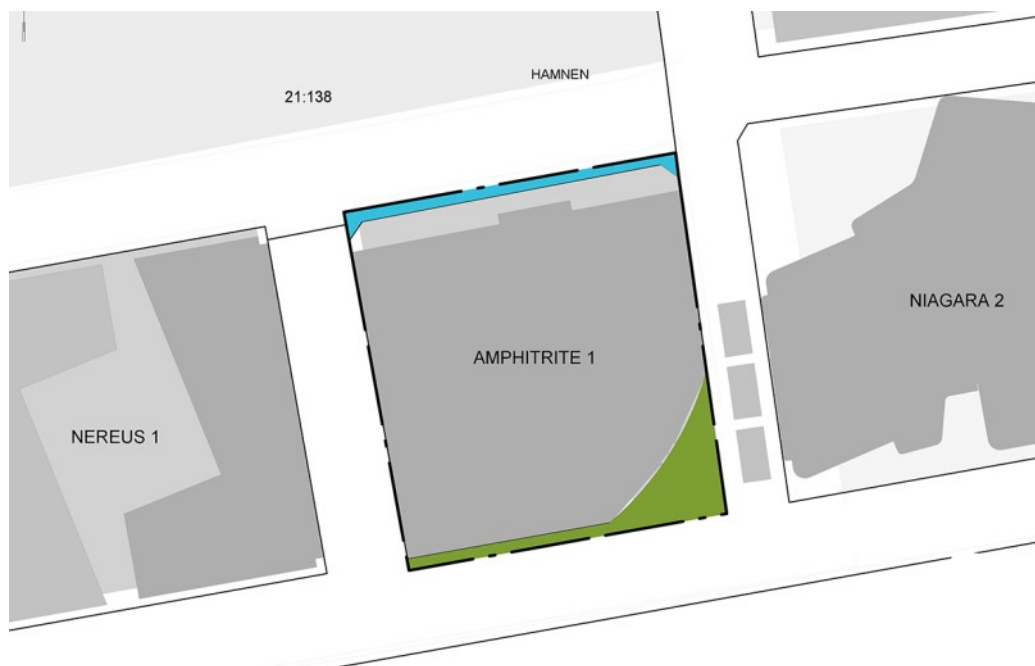 HAMNEN
21:138
NIAGARA 2
AMPHITRITE 1
NEREUS 1